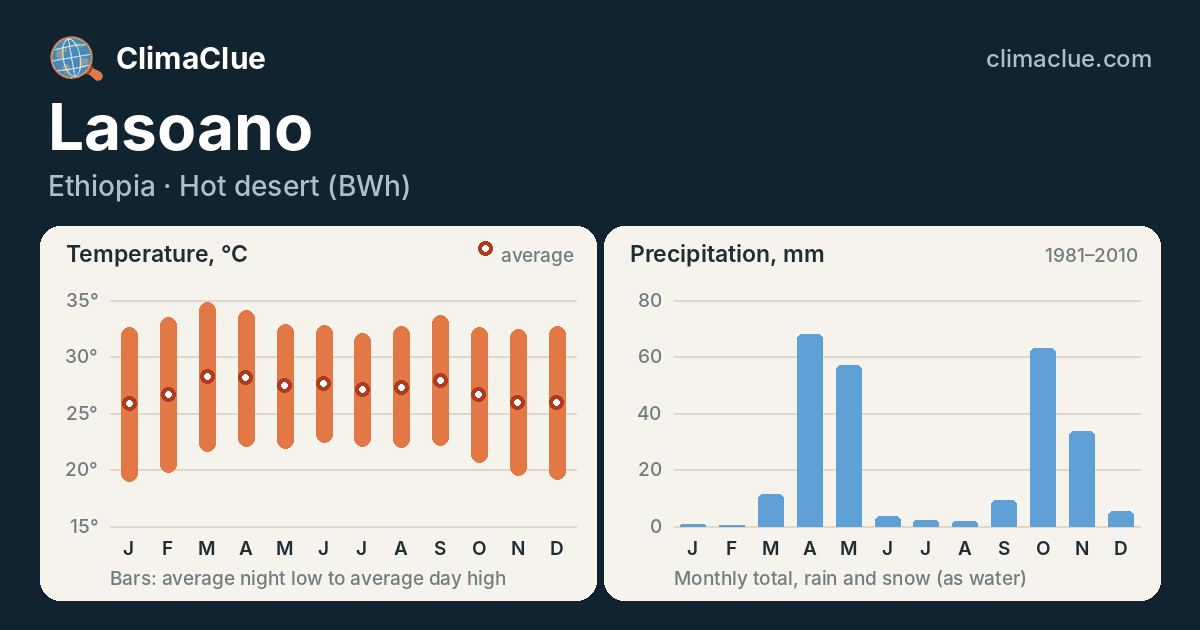 ClimaClue
climaclue.com
Lasoano
Ethiopia · Hot desert (BWh)
Temperature, °C
average
35°
30°
25°
20°
15°
J F M A M J J A S O N D
Bars: average night low to average day high
Precipitation, mm
1981–2010
80
60
40
20
0
J F M A M J J A S O N D
Monthly total, rain and snow (as water)